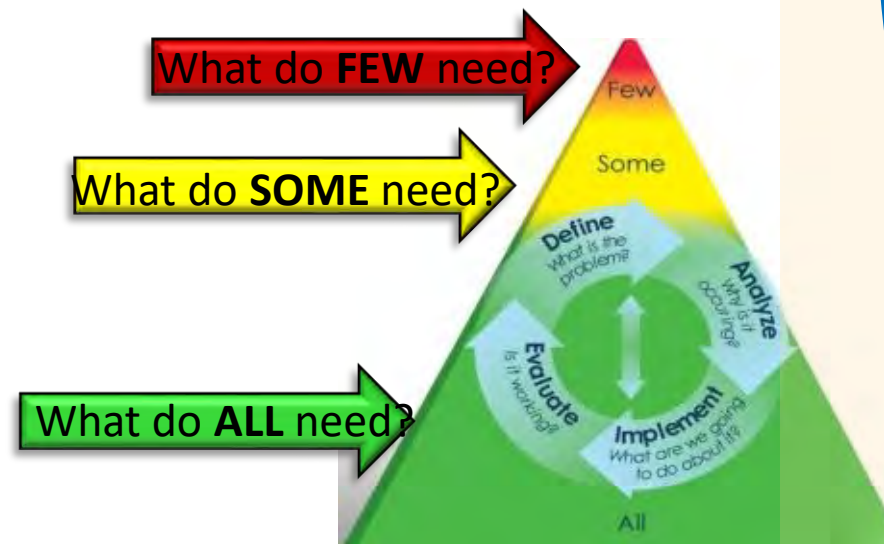 What do FEW need?
Few
What do SOME need?
Some
Define
what is the
problem?
Analyze
why is it
occuring?
Implement
What are we going
to do about it?
Evaluate
Is it working?
What do ALL need?
All